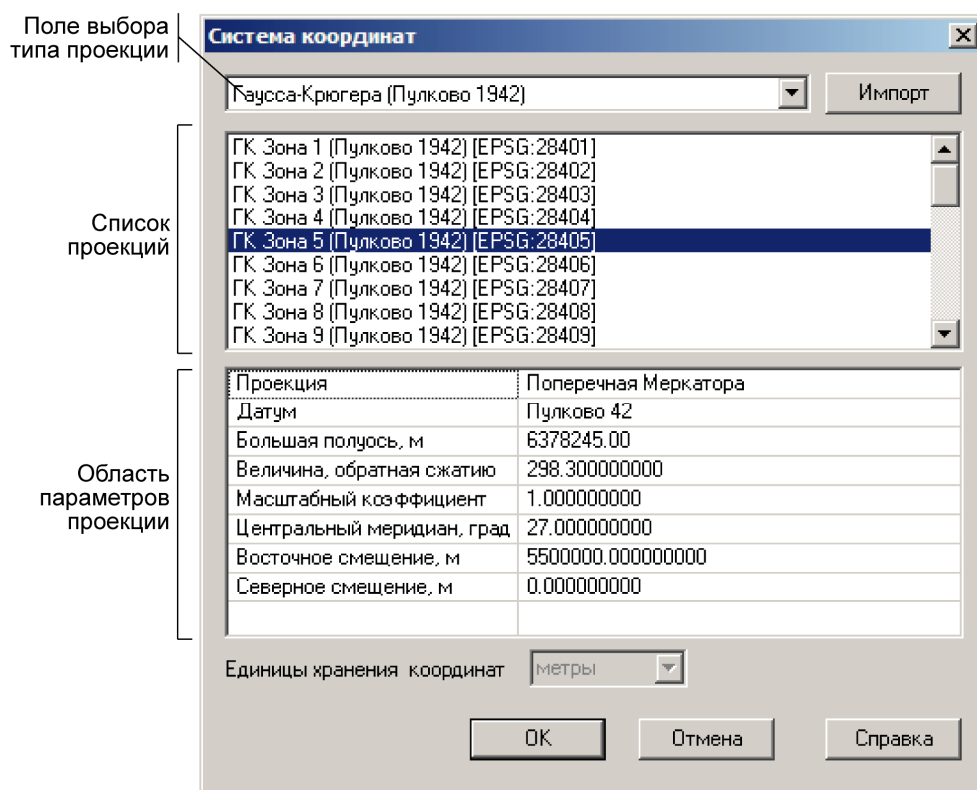 Поле выбора
типа проекции
Система координат
Гаусса-Крюгера (Пулково 1942)
Импорт
Список
проекций
ГК Зона 1 (Пулково 1942) [EPSG:28401]
ГК Зона 2 (Пулково 1942) [EPSG:28402]
ГК Зона 3 (Пулково 1942) [EPSG:28403]
ГК Зона 4 (Пулково 1942) [EPSG:28404]
ГК Зона 5 (Пулково 1942) [EPSG:28405]
ГК Зона 6 (Пулково 1942) [EPSG:28406]
ГК Зона 7 (Пулково 1942) [EPSG:28407]
ГК Зона 8 (Пулково 1942) [EPSG:28408]
ГК Зона 9 (Пулково 1942) [EPSG:28409]
Область
параметров
проекции
Проекция Поперечная Меркатора
Датум Пулково 42
Большая полуось, м 6378245.00
Величина, обратная сжатию 298.300000000
Масштабный коэффициент 1.000000000
Центральный меридиан, град 27.000000000
Восточное смещение, м 5500000.000000000
Северное смещение, м 0.000000000
Единицы хранения координат метры
OK Отмена Справка